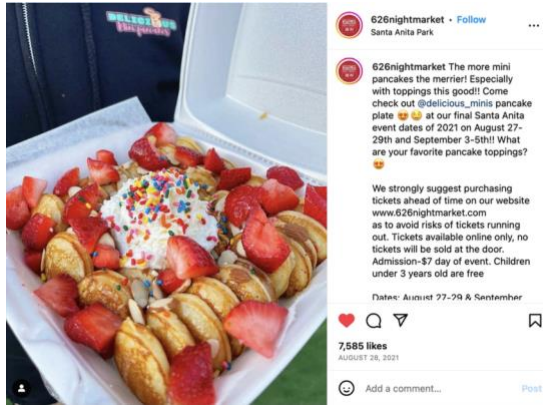 DELICIOUS
Mini pancakes
626nightmarket • Follow
Santa Anita Park
626nightmarket The more mini
pancakes the merrier! Especially
with toppings this good!! Come
check out @delicious_minis pancake
plate 😍🤤 at our final Santa Anita
event dates of 2021 on August 27-
29th and September 3-5th!! What
are your favorite pancake toppings?
😍
We strongly suggest purchasing
tickets ahead of time on our website
www.626nightmarket.com
as to avoid risks of tickets running
out. Tickets available online only, no
tickets will be sold at the door.
Admission-$7 day of event. Children
under 3 years old are free
Dates: August 27-29 & September
7,585 likes
AUGUST 26, 2021
Add a comment...
Post